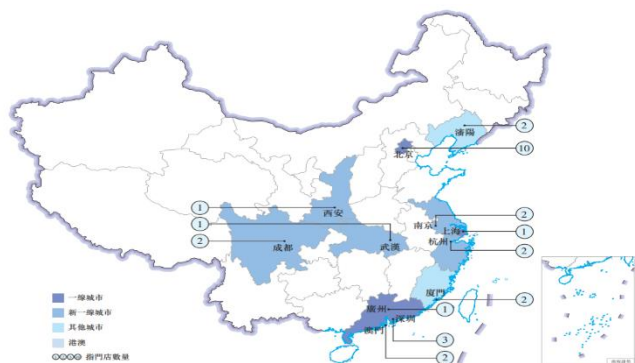 瀋陽
2
北京
10
1
西安
1
南京
2
上海
1
武漢
杭州
2
2
成都
廈門
2
廣州
1
深圳
3
澳門
2
一線城市
新一線城市
其他城市
港澳
指門店數量